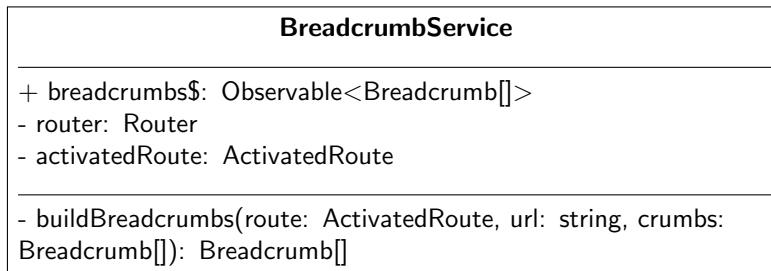 BreadcrumbService
+ breadcrumbs$: Observable<Breadcrumb[]>
- router: Router
- activatedRoute: ActivatedRoute
- buildBreadcrumbs(route: ActivatedRoute, url: string, crumbs:
Breadcrumb[]): Breadcrumb[]